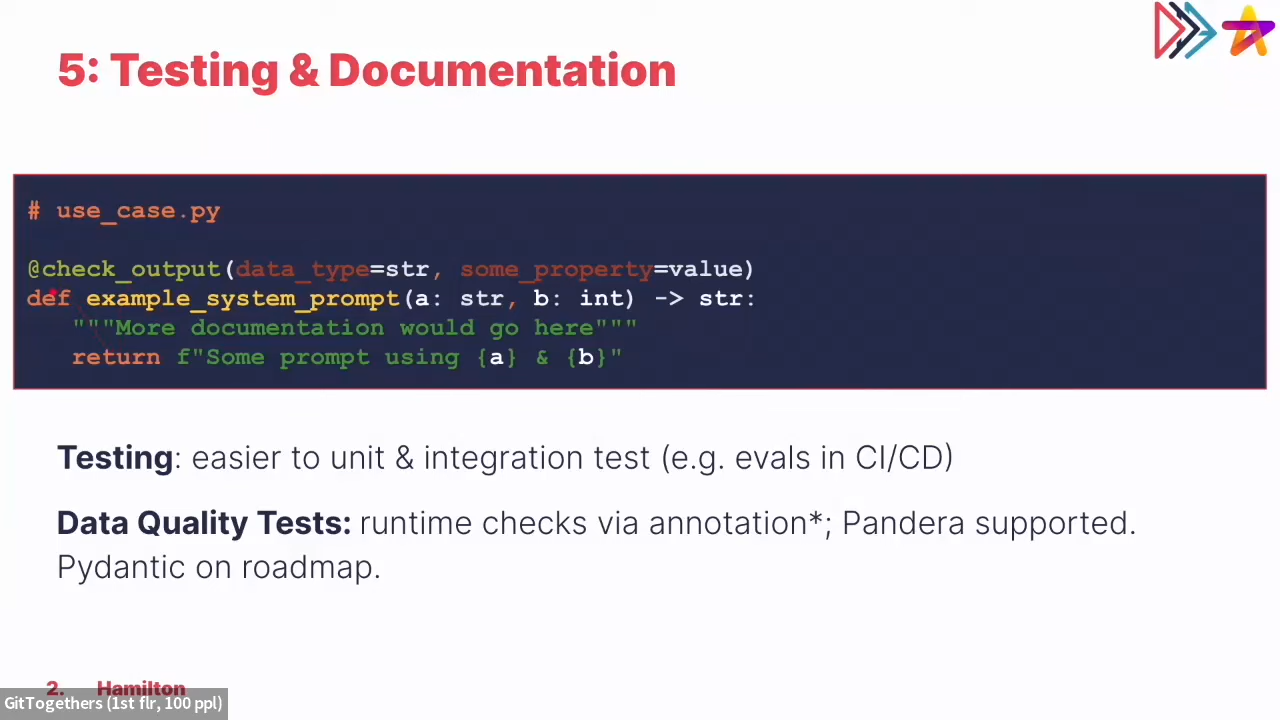 5: Testing & Documentation
# use_case.py
@check_output(data_type=str, some_property=value)
def example_system_prompt(a: str, b: int) -> str:
"""More documentation would go here"""
return f"Some prompt using {a} & {b}"
Testing: easier to unit & integration test (e.g. evals in CI/CD)
Data Quality Tests: runtime checks via annotation*; Pandera supported.
Pydantic on roadmap.
2. Hamilton
GitTogethers (1st flr, 100 ppl)